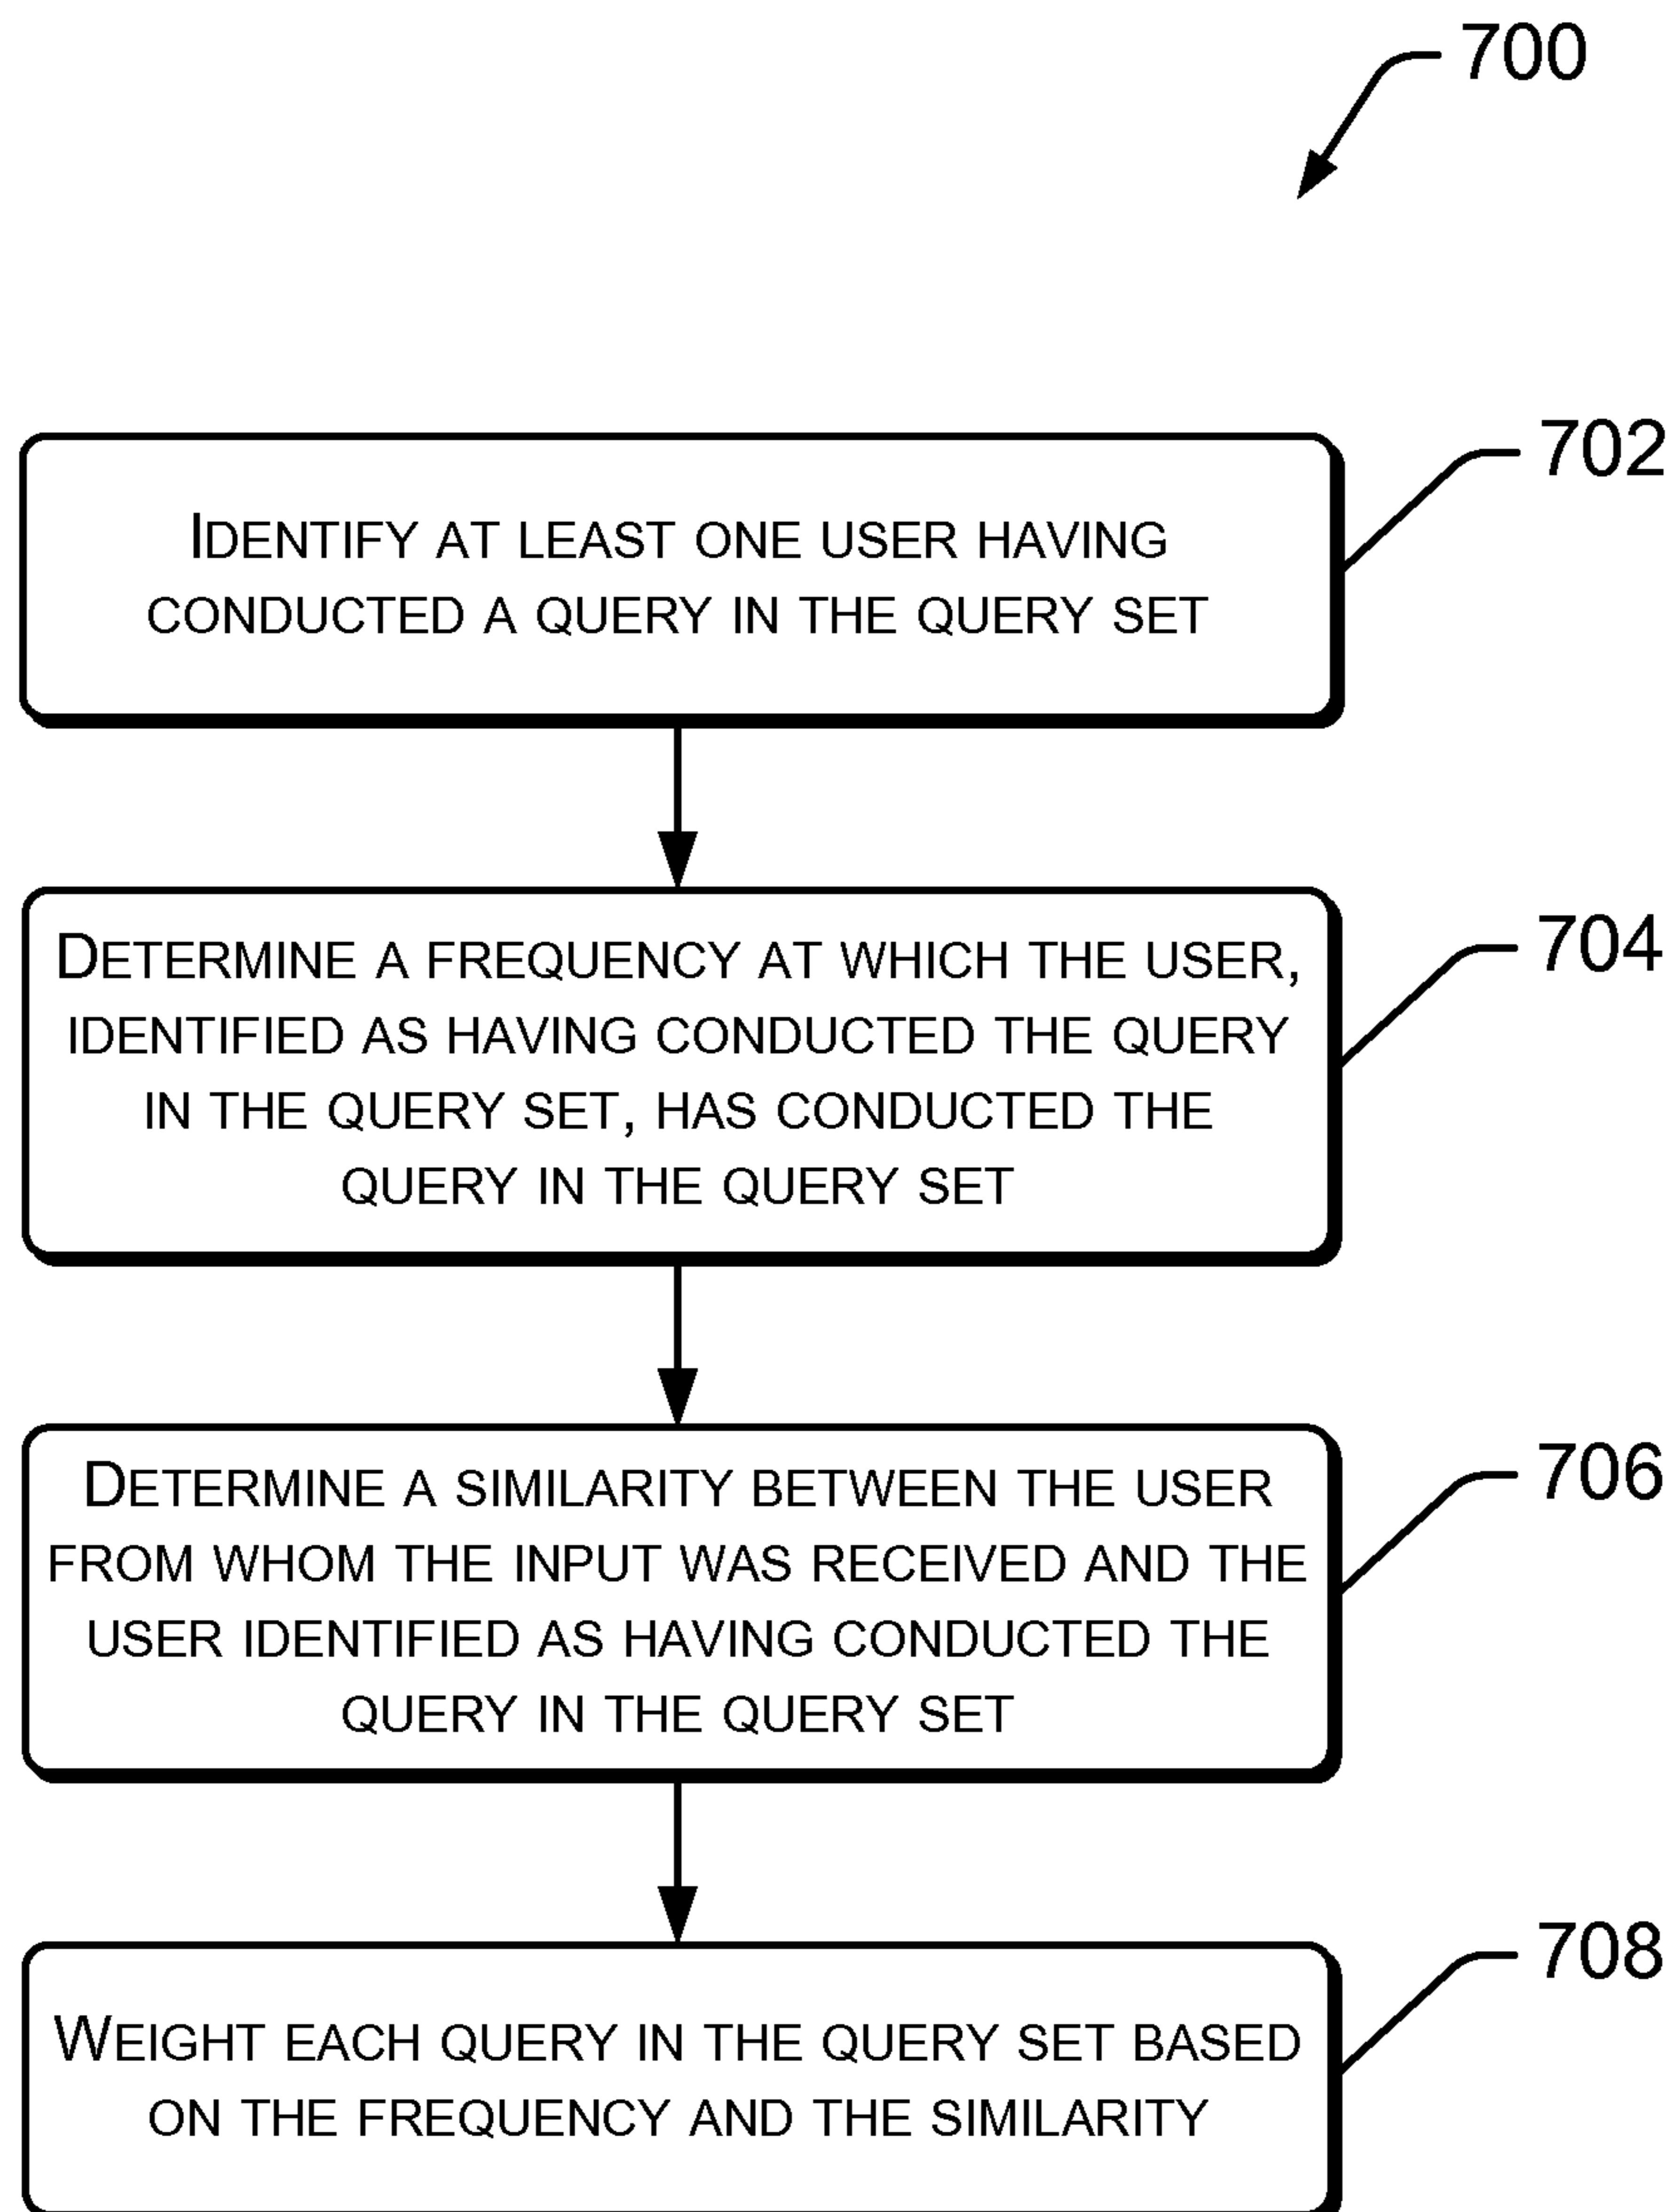 700
702
IDENTIFY AT LEAST ONE USER HAVING
CONDUCTED A QUERY IN THE QUERY SET
704
DETERMINE A FREQUENCY AT WHICH THE USER,
IDENTIFIED AS HAVING CONDUCTED THE QUERY
IN THE QUERY SET, HAS CONDUCTED THE
QUERY IN THE QUERY SET
706
DETERMINE A SIMILARITY BETWEEN THE USER
FROM WHOM THE INPUT WAS RECEIVED AND THE
USER IDENTIFIED AS HAVING CONDUCTED THE
QUERY IN THE QUERY SET
708
WEIGHT EACH QUERY IN THE QUERY SET BASED
ON THE FREQUENCY AND THE SIMILARITY